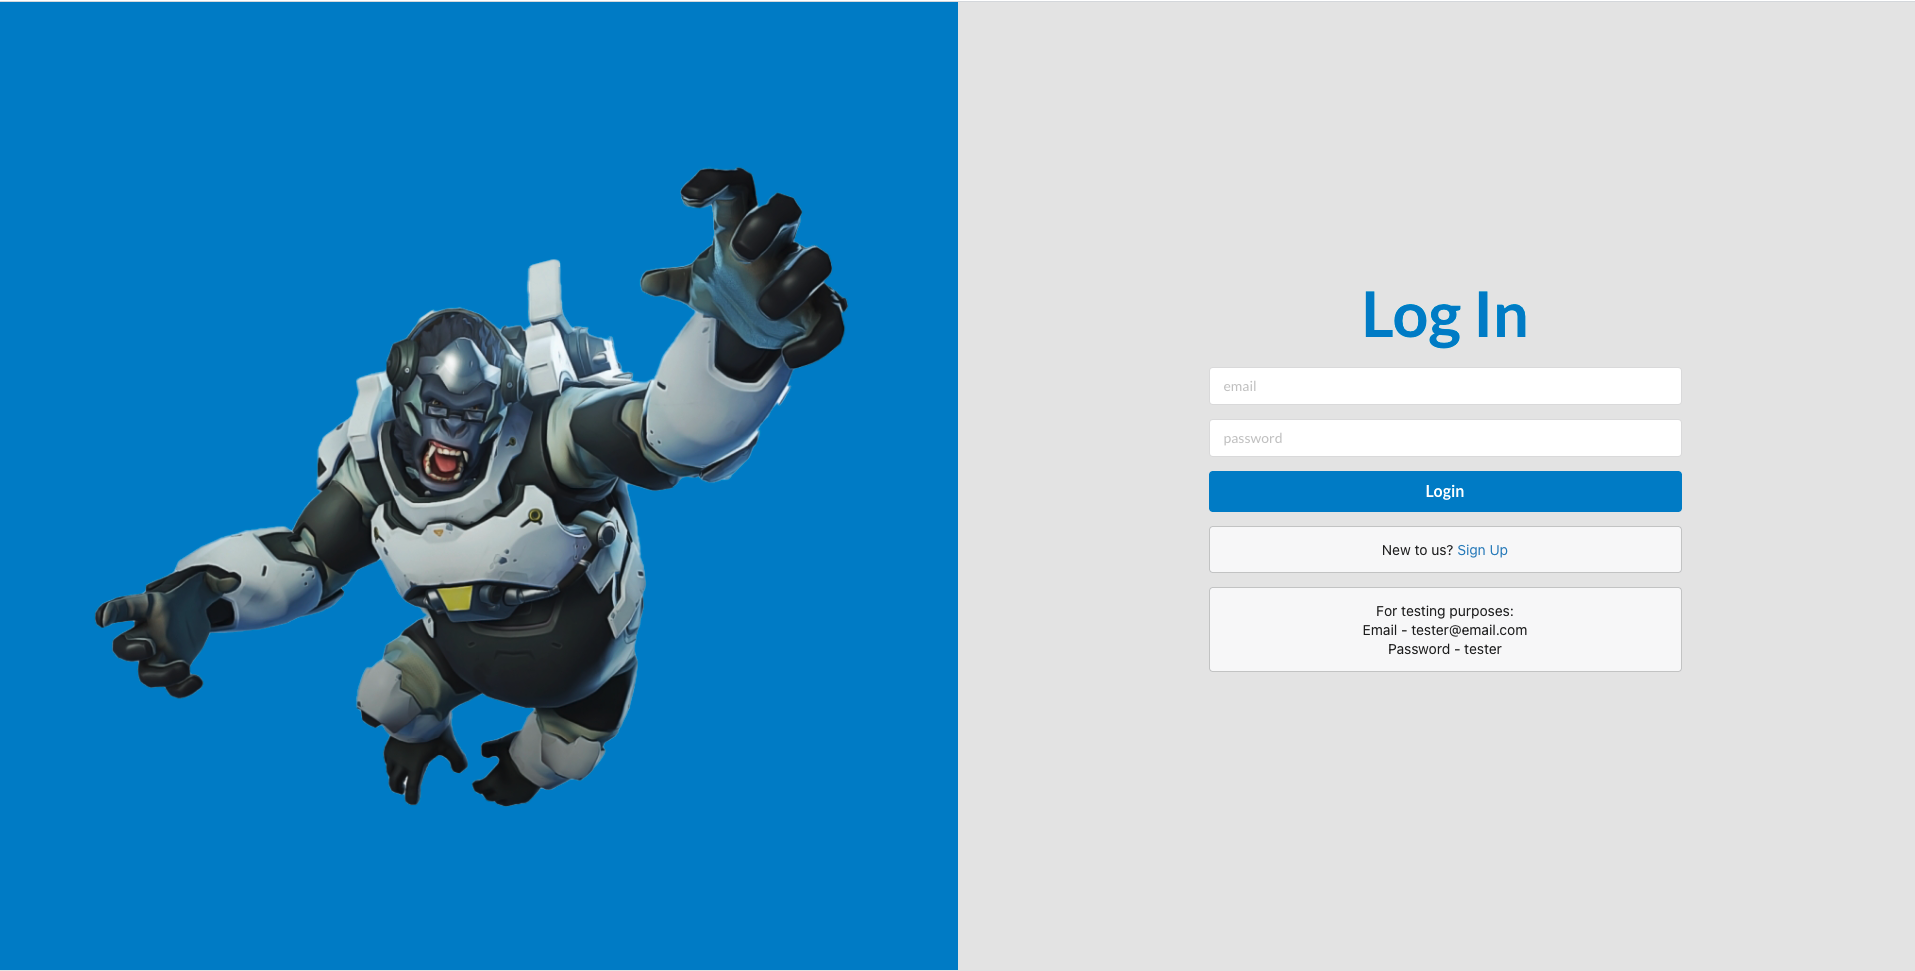 Log In
email
password
Login
New to us? Sign Up
For testing purposes:
Email - tester@email.com
Password - tester